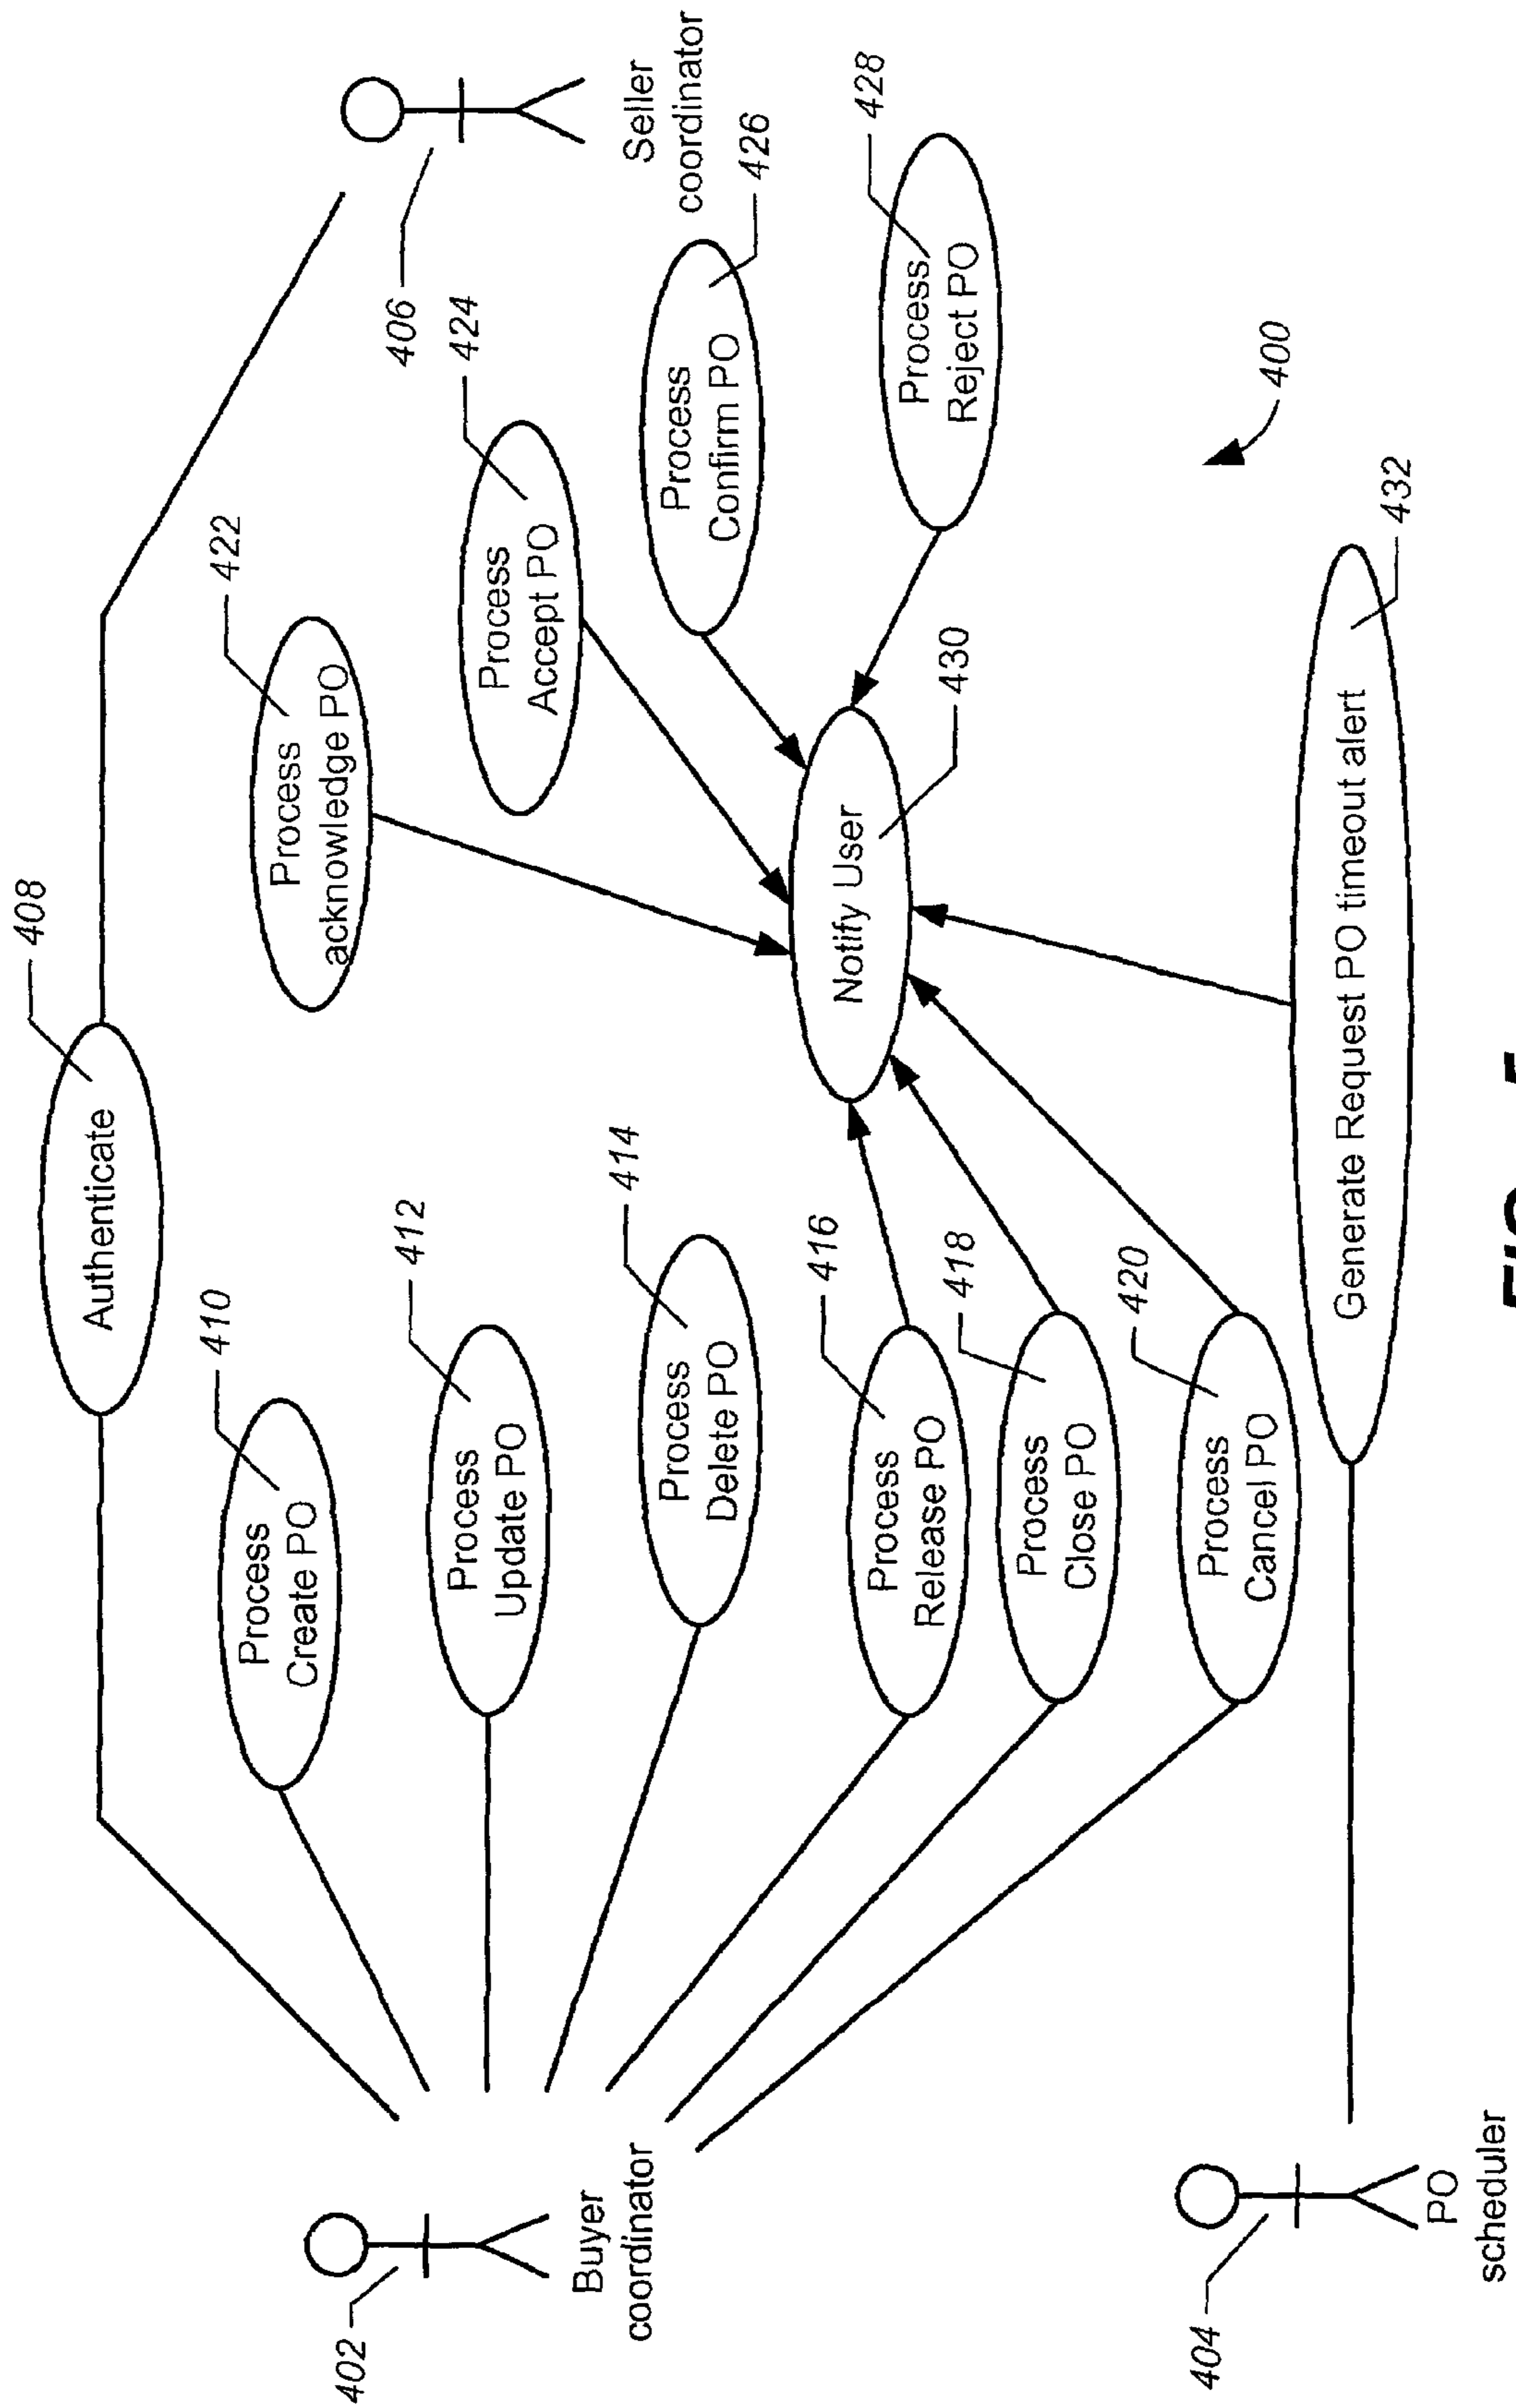 408
Authenticate
410
Process
Create PO
422
Process
acknowledge PO
406
Seller
coordinator
402
Buyer
coordinator
412
Process
Update PO
424
Process
Accept PO
414
Process
Delete PO
426
Process
Confirm PO
416
Process
Release PO
Notify User
430
428
Process
Reject PO
418
Process
Close PO
420
Process
Cancel PO
400
404
PO
scheduler
Generate Request PO timeout alert
432